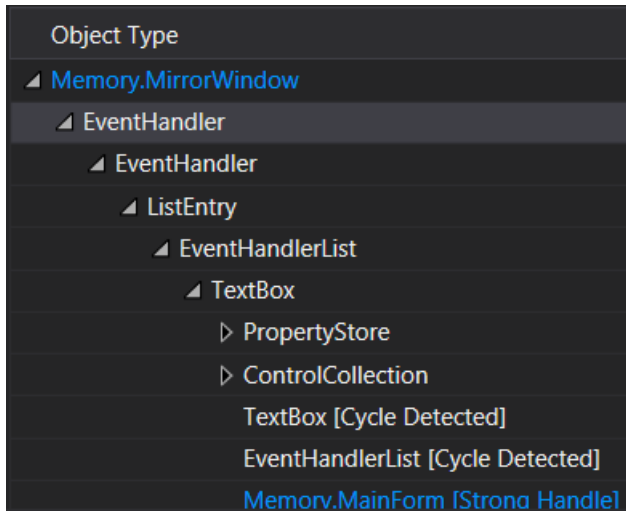 Object Type
Memory.MirrorWindow
EventHandler
EventHandler
ListEntry
EventHandlerList
TextBox
PropertyStore
ControlCollection
TextBox [Cycle Detected]
EventHandlerList [Cycle Detected]
Memory.MainForm [Strong Handle]